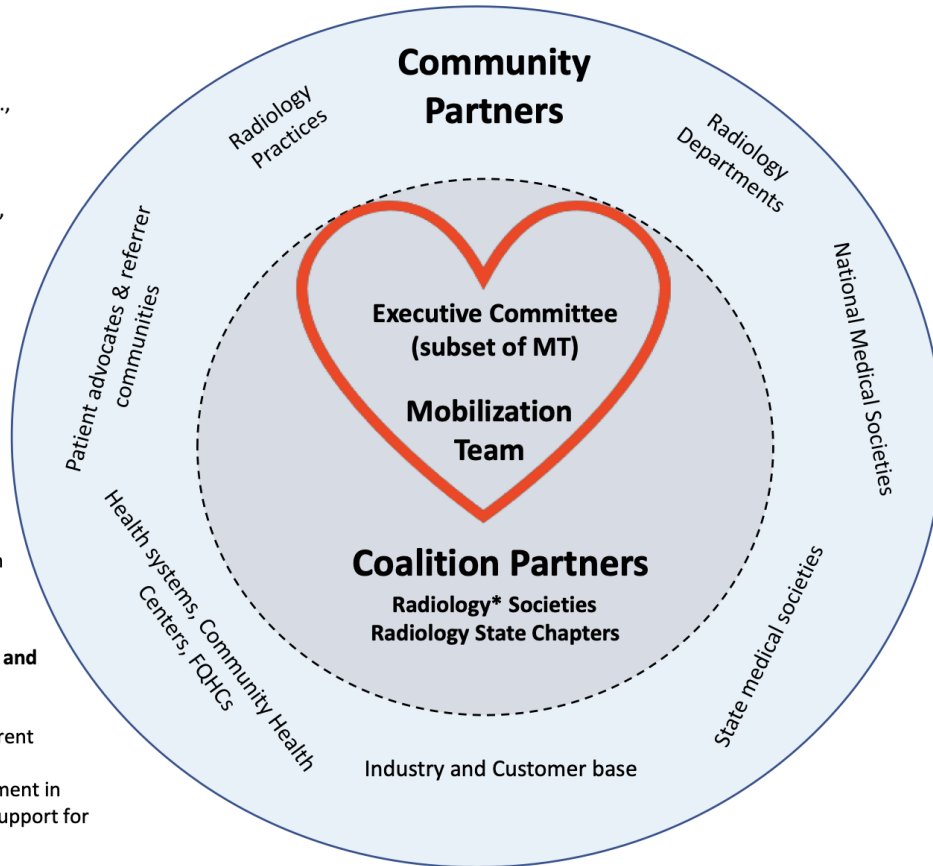 Community
Partners
.,
Radiology
Practices
Radiology
Departments
,
Patient advocates & referrer
communities
National Medical Societies
Executive Committee
(subset of MT)
Mobilization
Team
Coalition Partners
Radiology* Societies
Radiology State Chapters
Health systems, Community Health
Centers, FQHCs
State medical societies
Industry and Customer base
and
rent
ment in
upport for